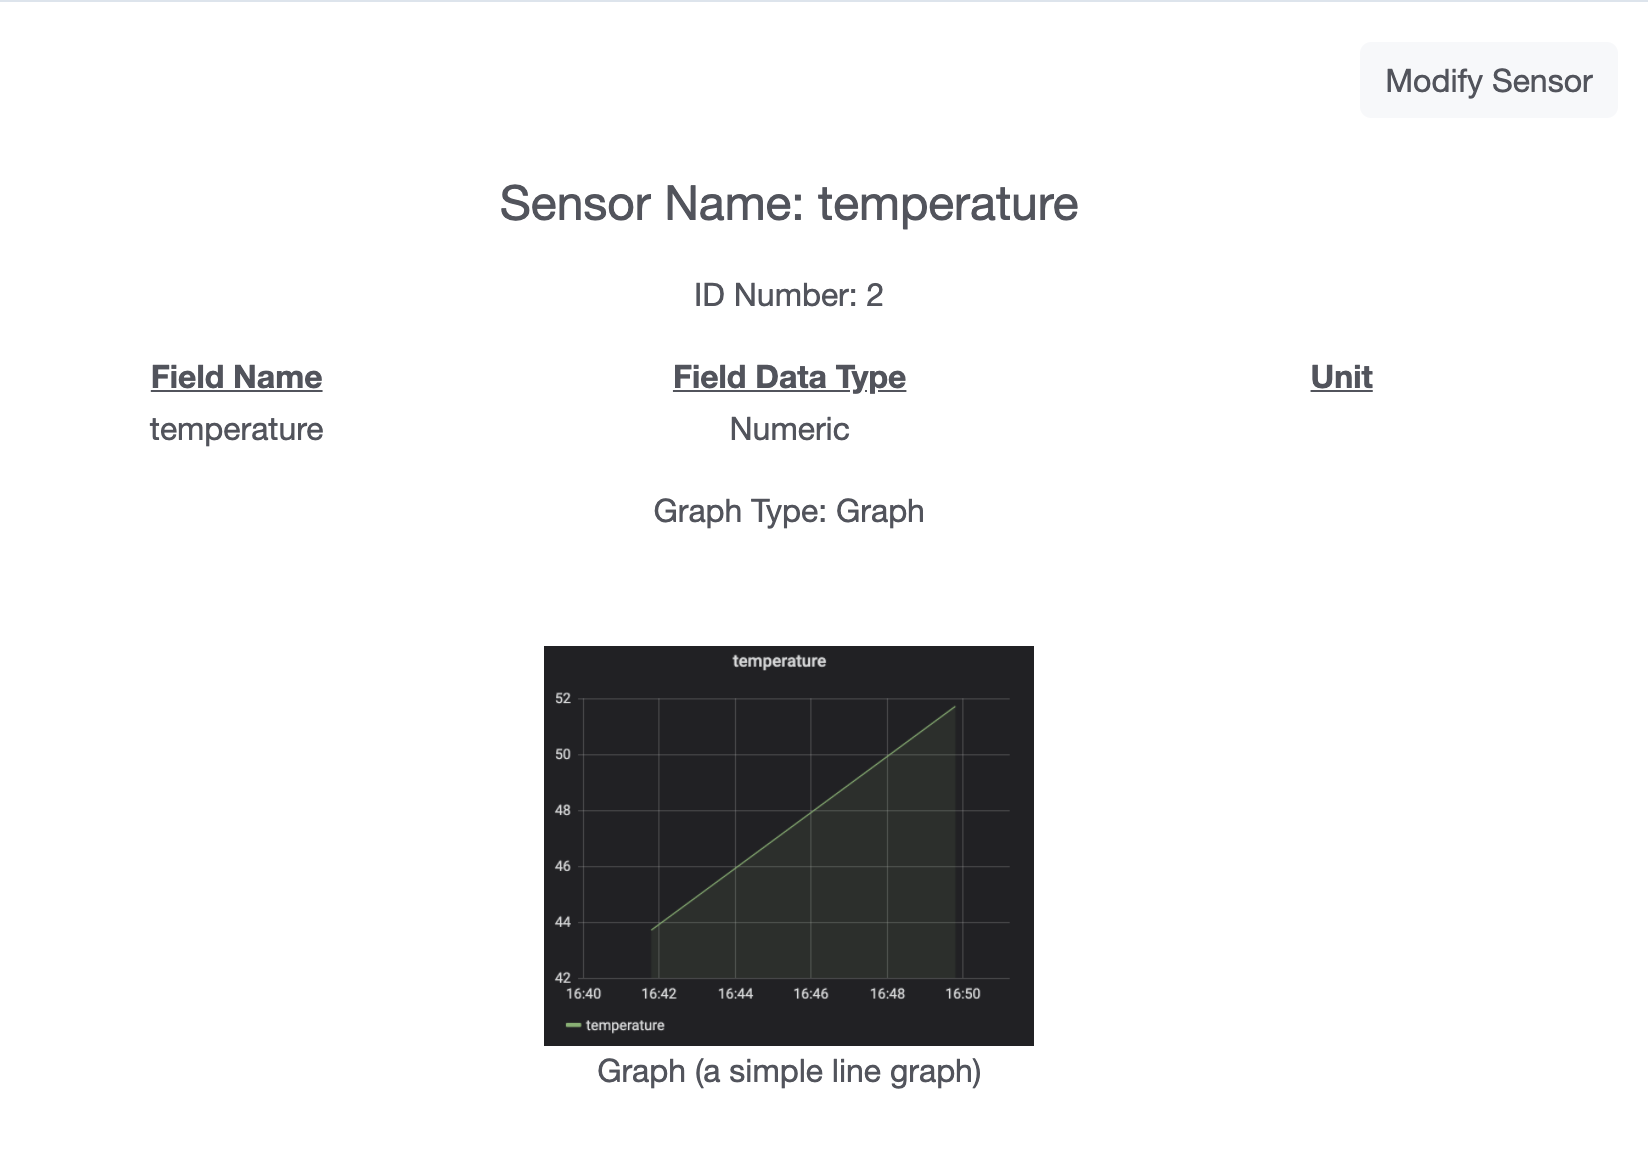 Modify Sensor
Sensor Name: temperature
ID Number: 2
Field Name Field Data Type Unit
temperature Numeric
Graph Type: Graph
temperature
52
50
48
46
44
42
16:40 16:42 16:44 16:46 16:48 16:50
temperature
Graph (a simple line graph)